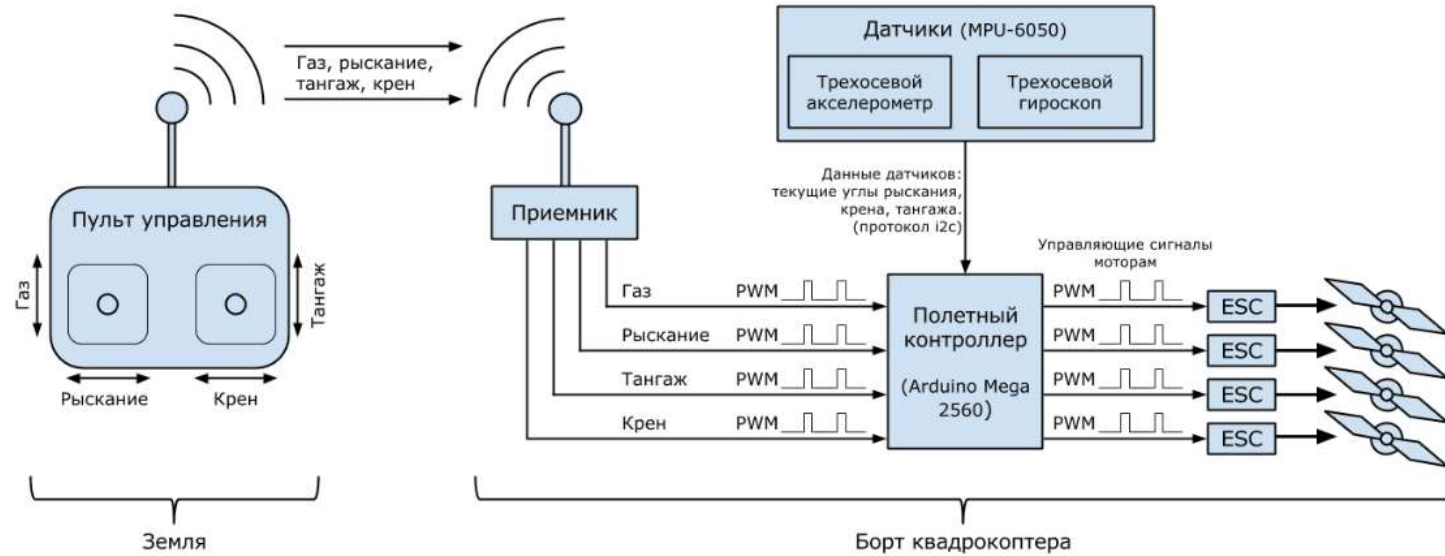 Газ, рыскание,
тангаж, крен
Датчики (MPU-6050)
Трехосевой
акселерометр
Трехосевой
гироскоп
Данные датчиков:
текущие углы рыскания,
крена, тангажа.
(протокол i2c)
Пульт управления
Газ
Тангаж
Рыскание
Крен
Приемник
Управляющие сигналы
моторам
Газ
PWM
Рыскание
PWM
Тангаж
PWM
Крен
PWM
Полетный
контроллер
(Arduino Mega
2560)
PWM
ESC
PWM
ESC
PWM
ESC
PWM
ESC
Земля
Борт квадрокоптера